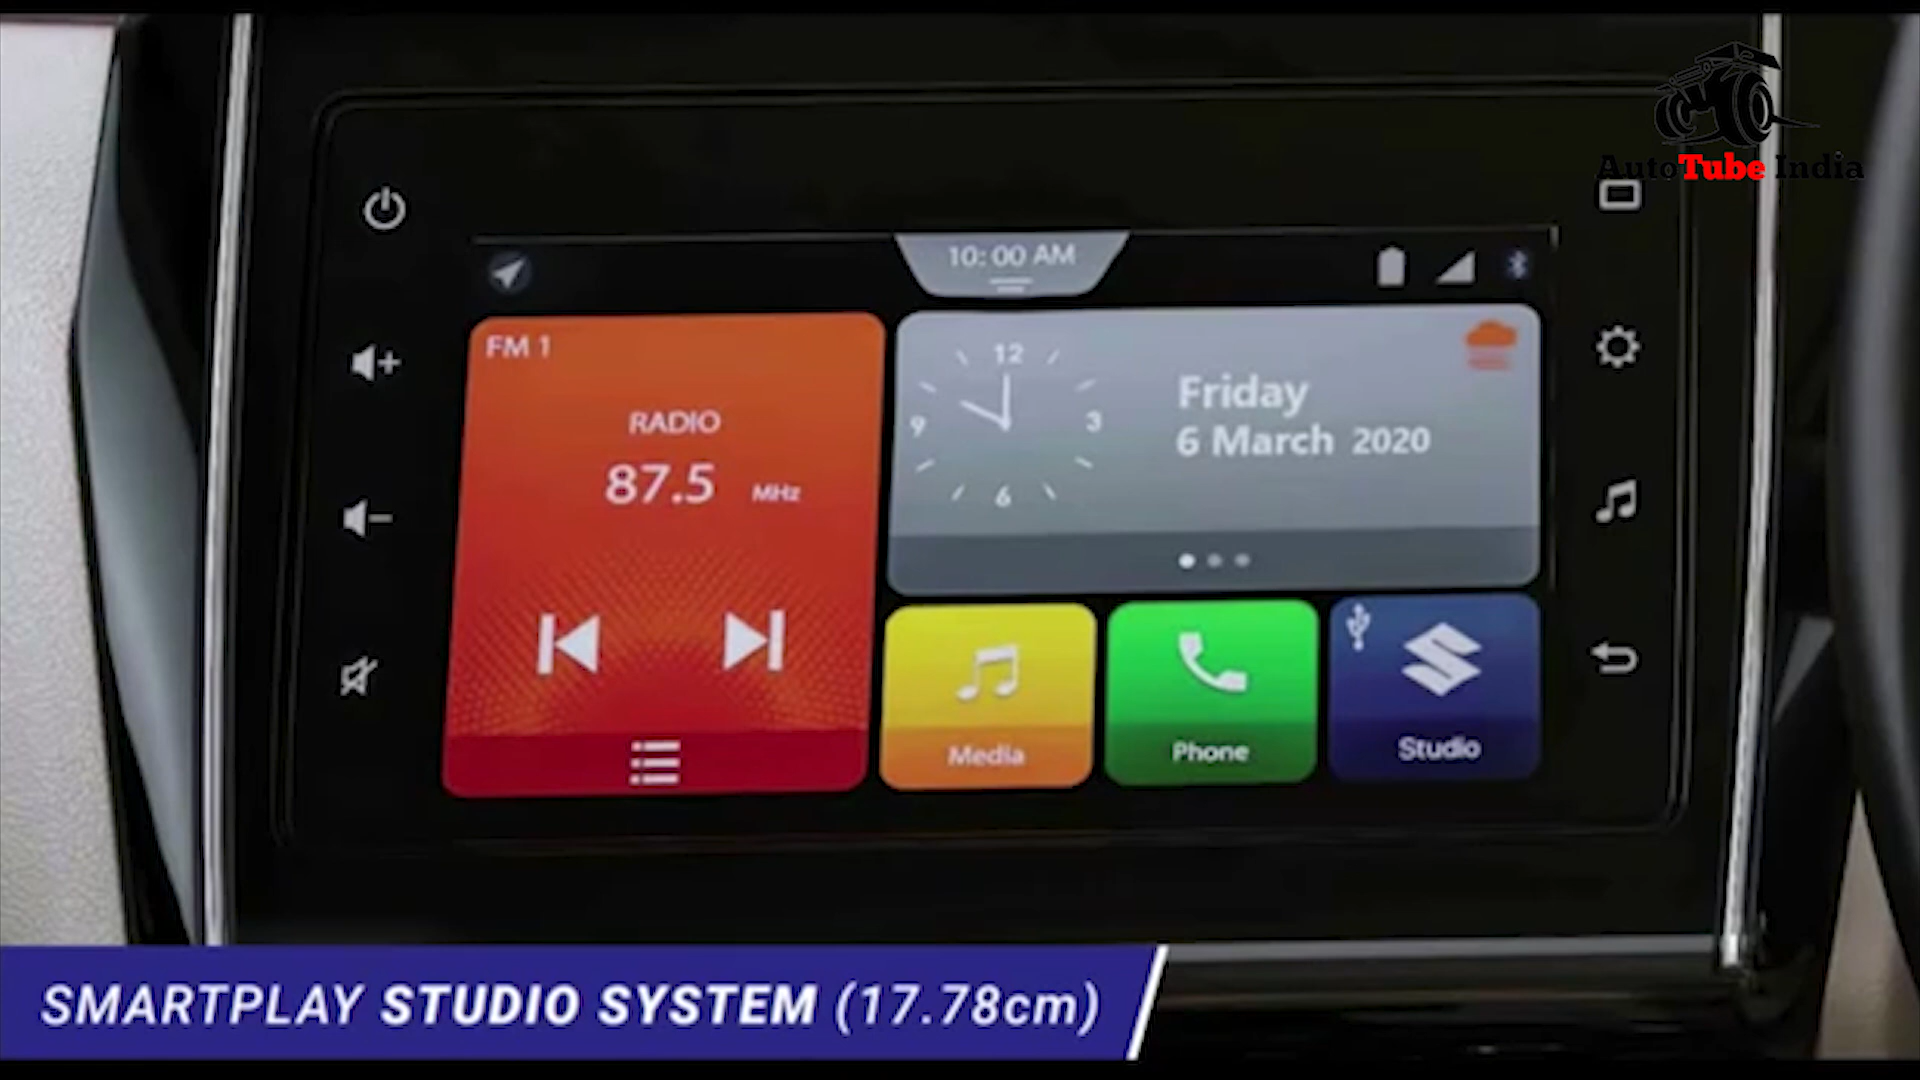 AutoTube India
10:00 AM
FM 1
RADIO
87.5 MHz
12
9
3
6
Friday
6 March 2020
Media
Phone
Studio
SMARTPLAY STUDIO SYSTEM (17.78cm)